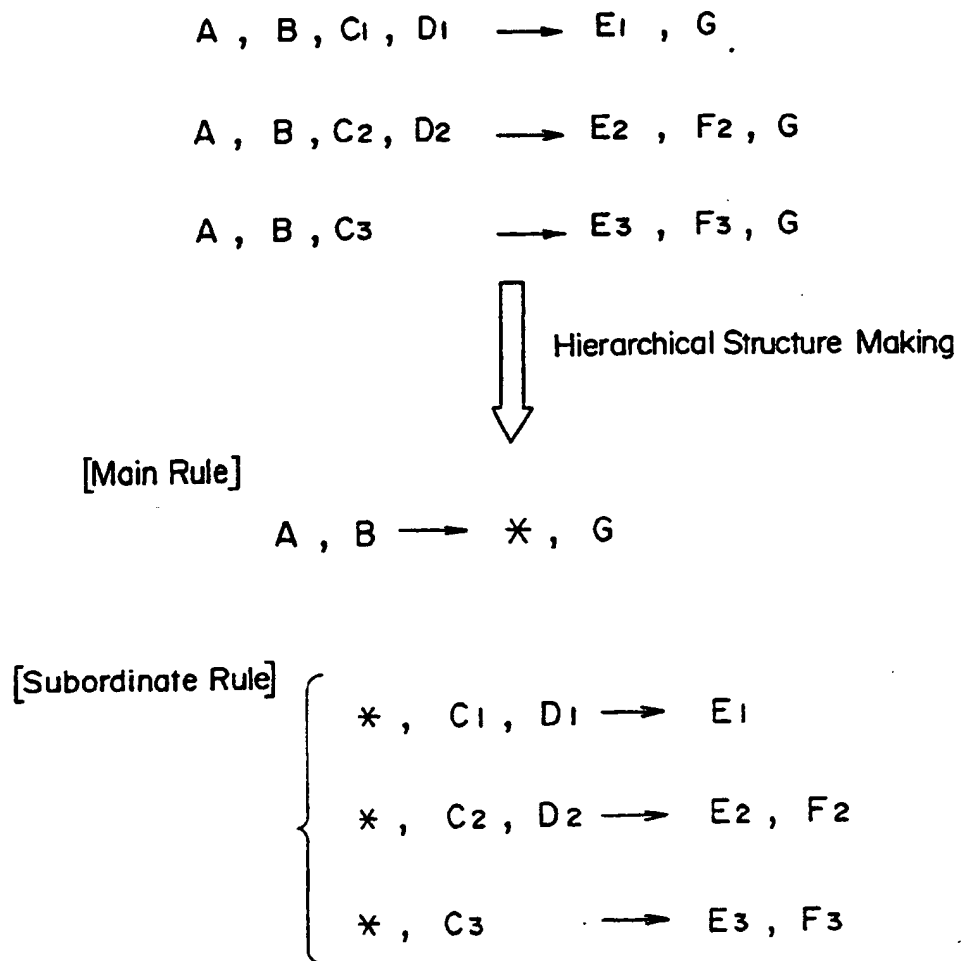 A , B , C1 , D1 → E1 , G
A , B , C2 , D2 → E2 , F2 , G
A , B , C3 → E3 , F3 , G
Hierarchical Structure Making
[Main Rule]
A , B → * , G
[Subordinate Rule]
* , C1 , D1 → E1
* , C2 , D2 → E2 , F2
* , C3 → E3 , F3